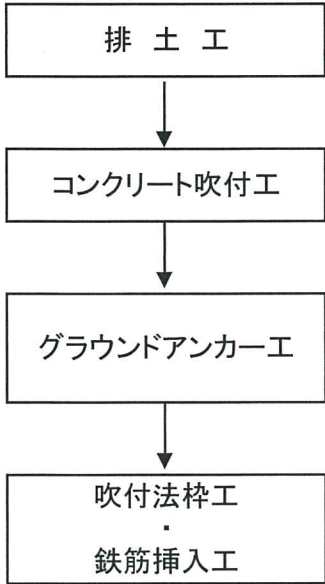 排 土 工
コンクリート吹付工
グラウンドアンカー工
吹付法枠工
・
鉄筋挿入工